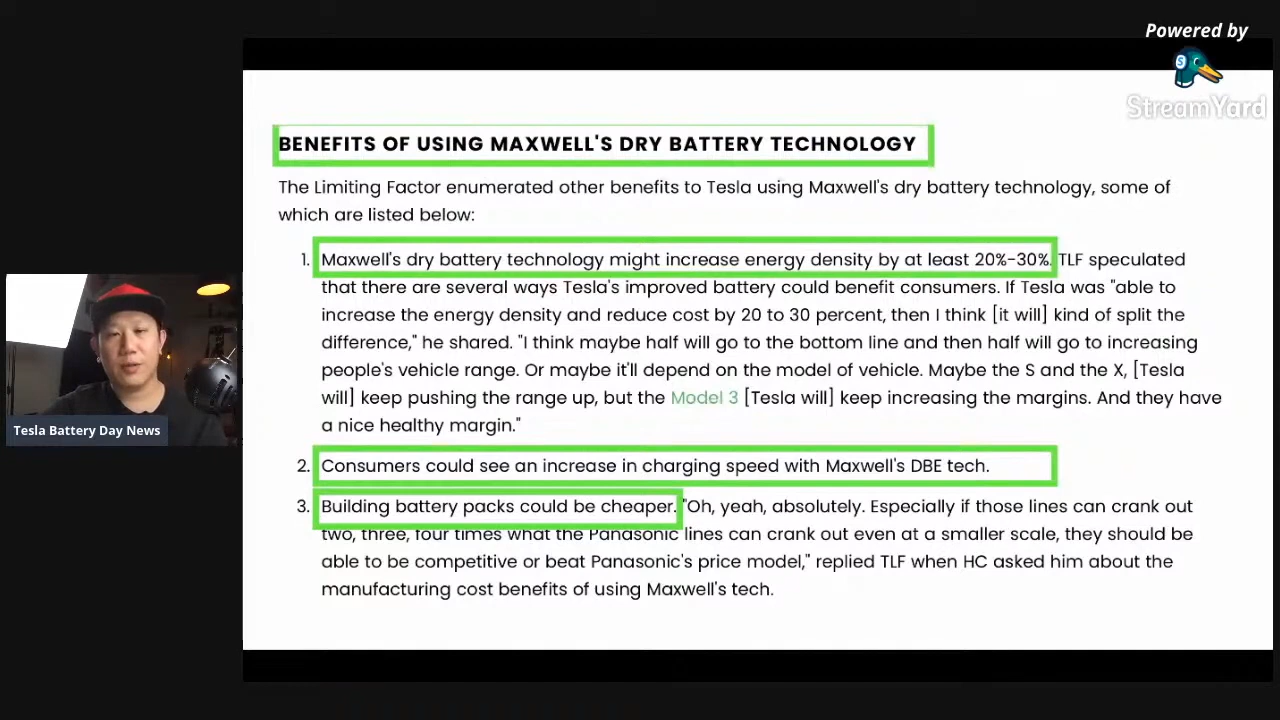 Powered by
StreamYard
BENEFITS OF USING MAXWELL'S DRY BATTERY TECHNOLOGY
The Limiting Factor enumerated other benefits to Tesla using Maxwell's dry battery technology, some of
which are listed below:
1. Maxwell's dry battery technology might increase energy density by at least 20%-30%. TLF speculated
that there are several ways Tesla's improved battery could benefit consumers. If Tesla was "able to
increase the energy density and reduce cost by 20 to 30 percent, then I think [it will] kind of split the
difference," he shared. "I think maybe half will go to the bottom line and then half will go to increasing
people's vehicle range. Or maybe it'll depend on the model of vehicle. Maybe the S and the X, [Tesla
will] keep pushing the range up, but the Model 3 [Tesla will] keep increasing the margins. And they have
a nice healthy margin."
2. Consumers could see an increase in charging speed with Maxwell's DBE tech.
3. Building battery packs could be cheaper. "Oh, yeah, absolutely. Especially if those lines can crank out
two, three, four times what the Panasonic lines can crank out even at a smaller scale, they should be
able to be competitive or beat Panasonic's price model," replied TLF when HC asked him about the
manufacturing cost benefits of using Maxwell's tech.
Tesla Battery Day News